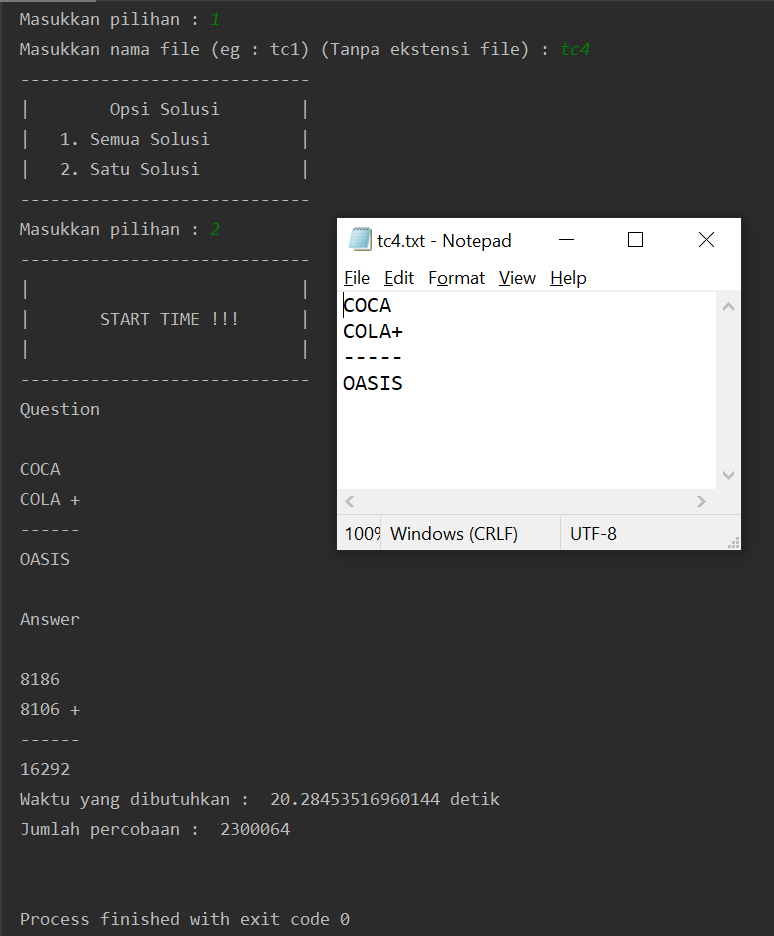 Masukkan pilihan : 1
Masukkan nama file (eg : tc1) (Tanpa ekstensi file) : tc4
-----------------------------
|        Opsi Solusi        |
|   1. Semua Solusi         |
|   2. Satu Solusi          |
-----------------------------
Masukkan pilihan : 2
-----------------------------
|                           |
|       START TIME !!!      |
|                           |
-----------------------------
Question
COCA
COLA +
------
OASIS
Answer
8186
8106 +
------
16292
Waktu yang dibutuhkan :  20.28453516960144 detik
Jumlah percobaan :  2300064
Process finished with exit code 0
tc4.txt - Notepad
File Edit Format View Help
COCA
COLA+
-----
OASIS
100% Windows (CRLF) UTF-8